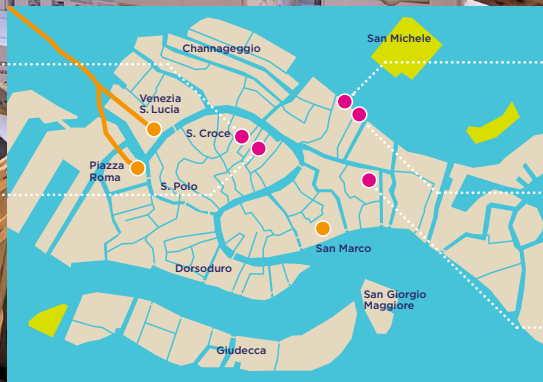 San Michele
Channageggio
Venezia
S. Lucia
S. Croce
Piazza
Roma
S. Polo
San Marco
Dorsoduro
San Giorgio
Maggiore
Giudecca